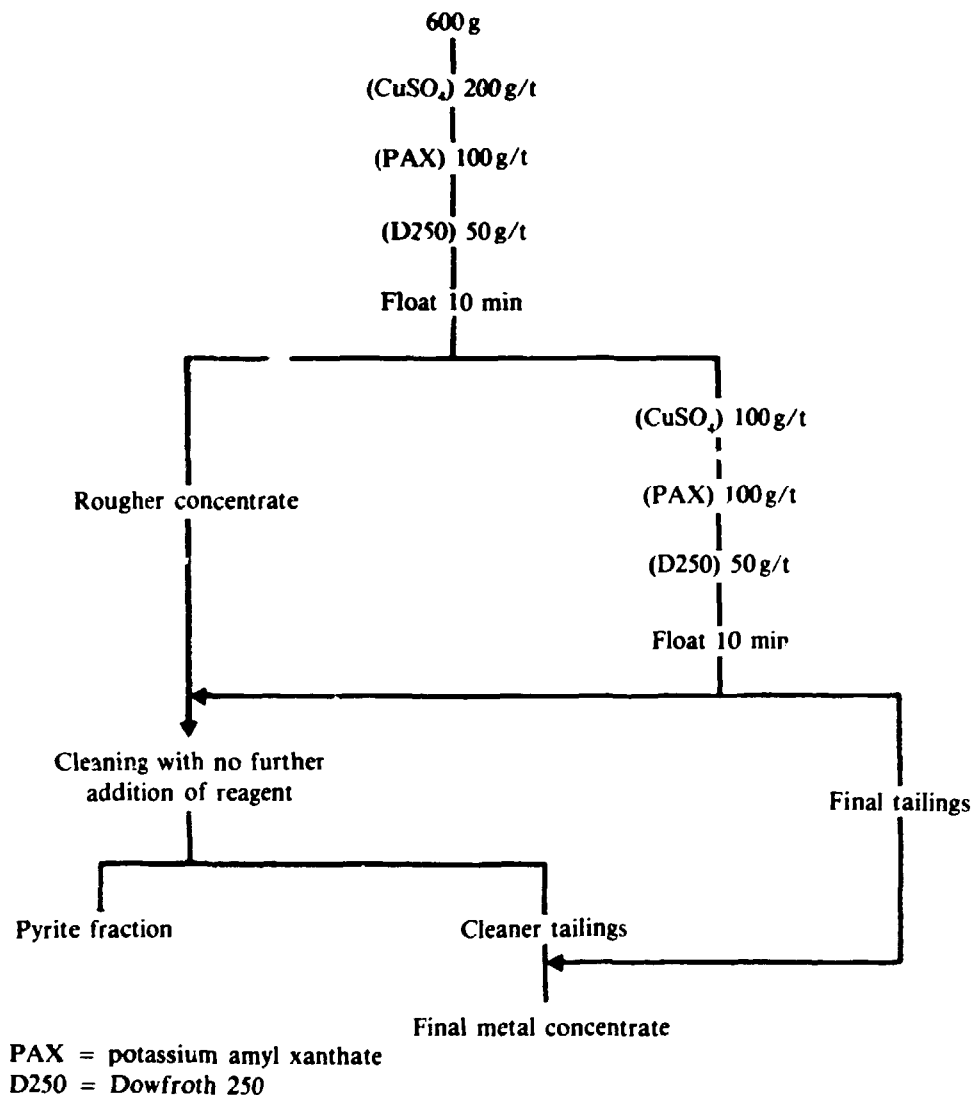 600 g
(CuSO₄) 200 g/t
(PAX) 100 g/t
(D250) 50 g/t
Float 10 min
(CuSO₄) 100 g/t
Rougher concentrate
(PAX) 100 g/t
(D250) 50 g/t
Float 10 min
Cleaning with no further
addition of reagent
Final tailings
Pyrite fraction
Cleaner tailings
Final metal concentrate
PAX = potassium amyl xanthate
D250 = Dowfroth 250